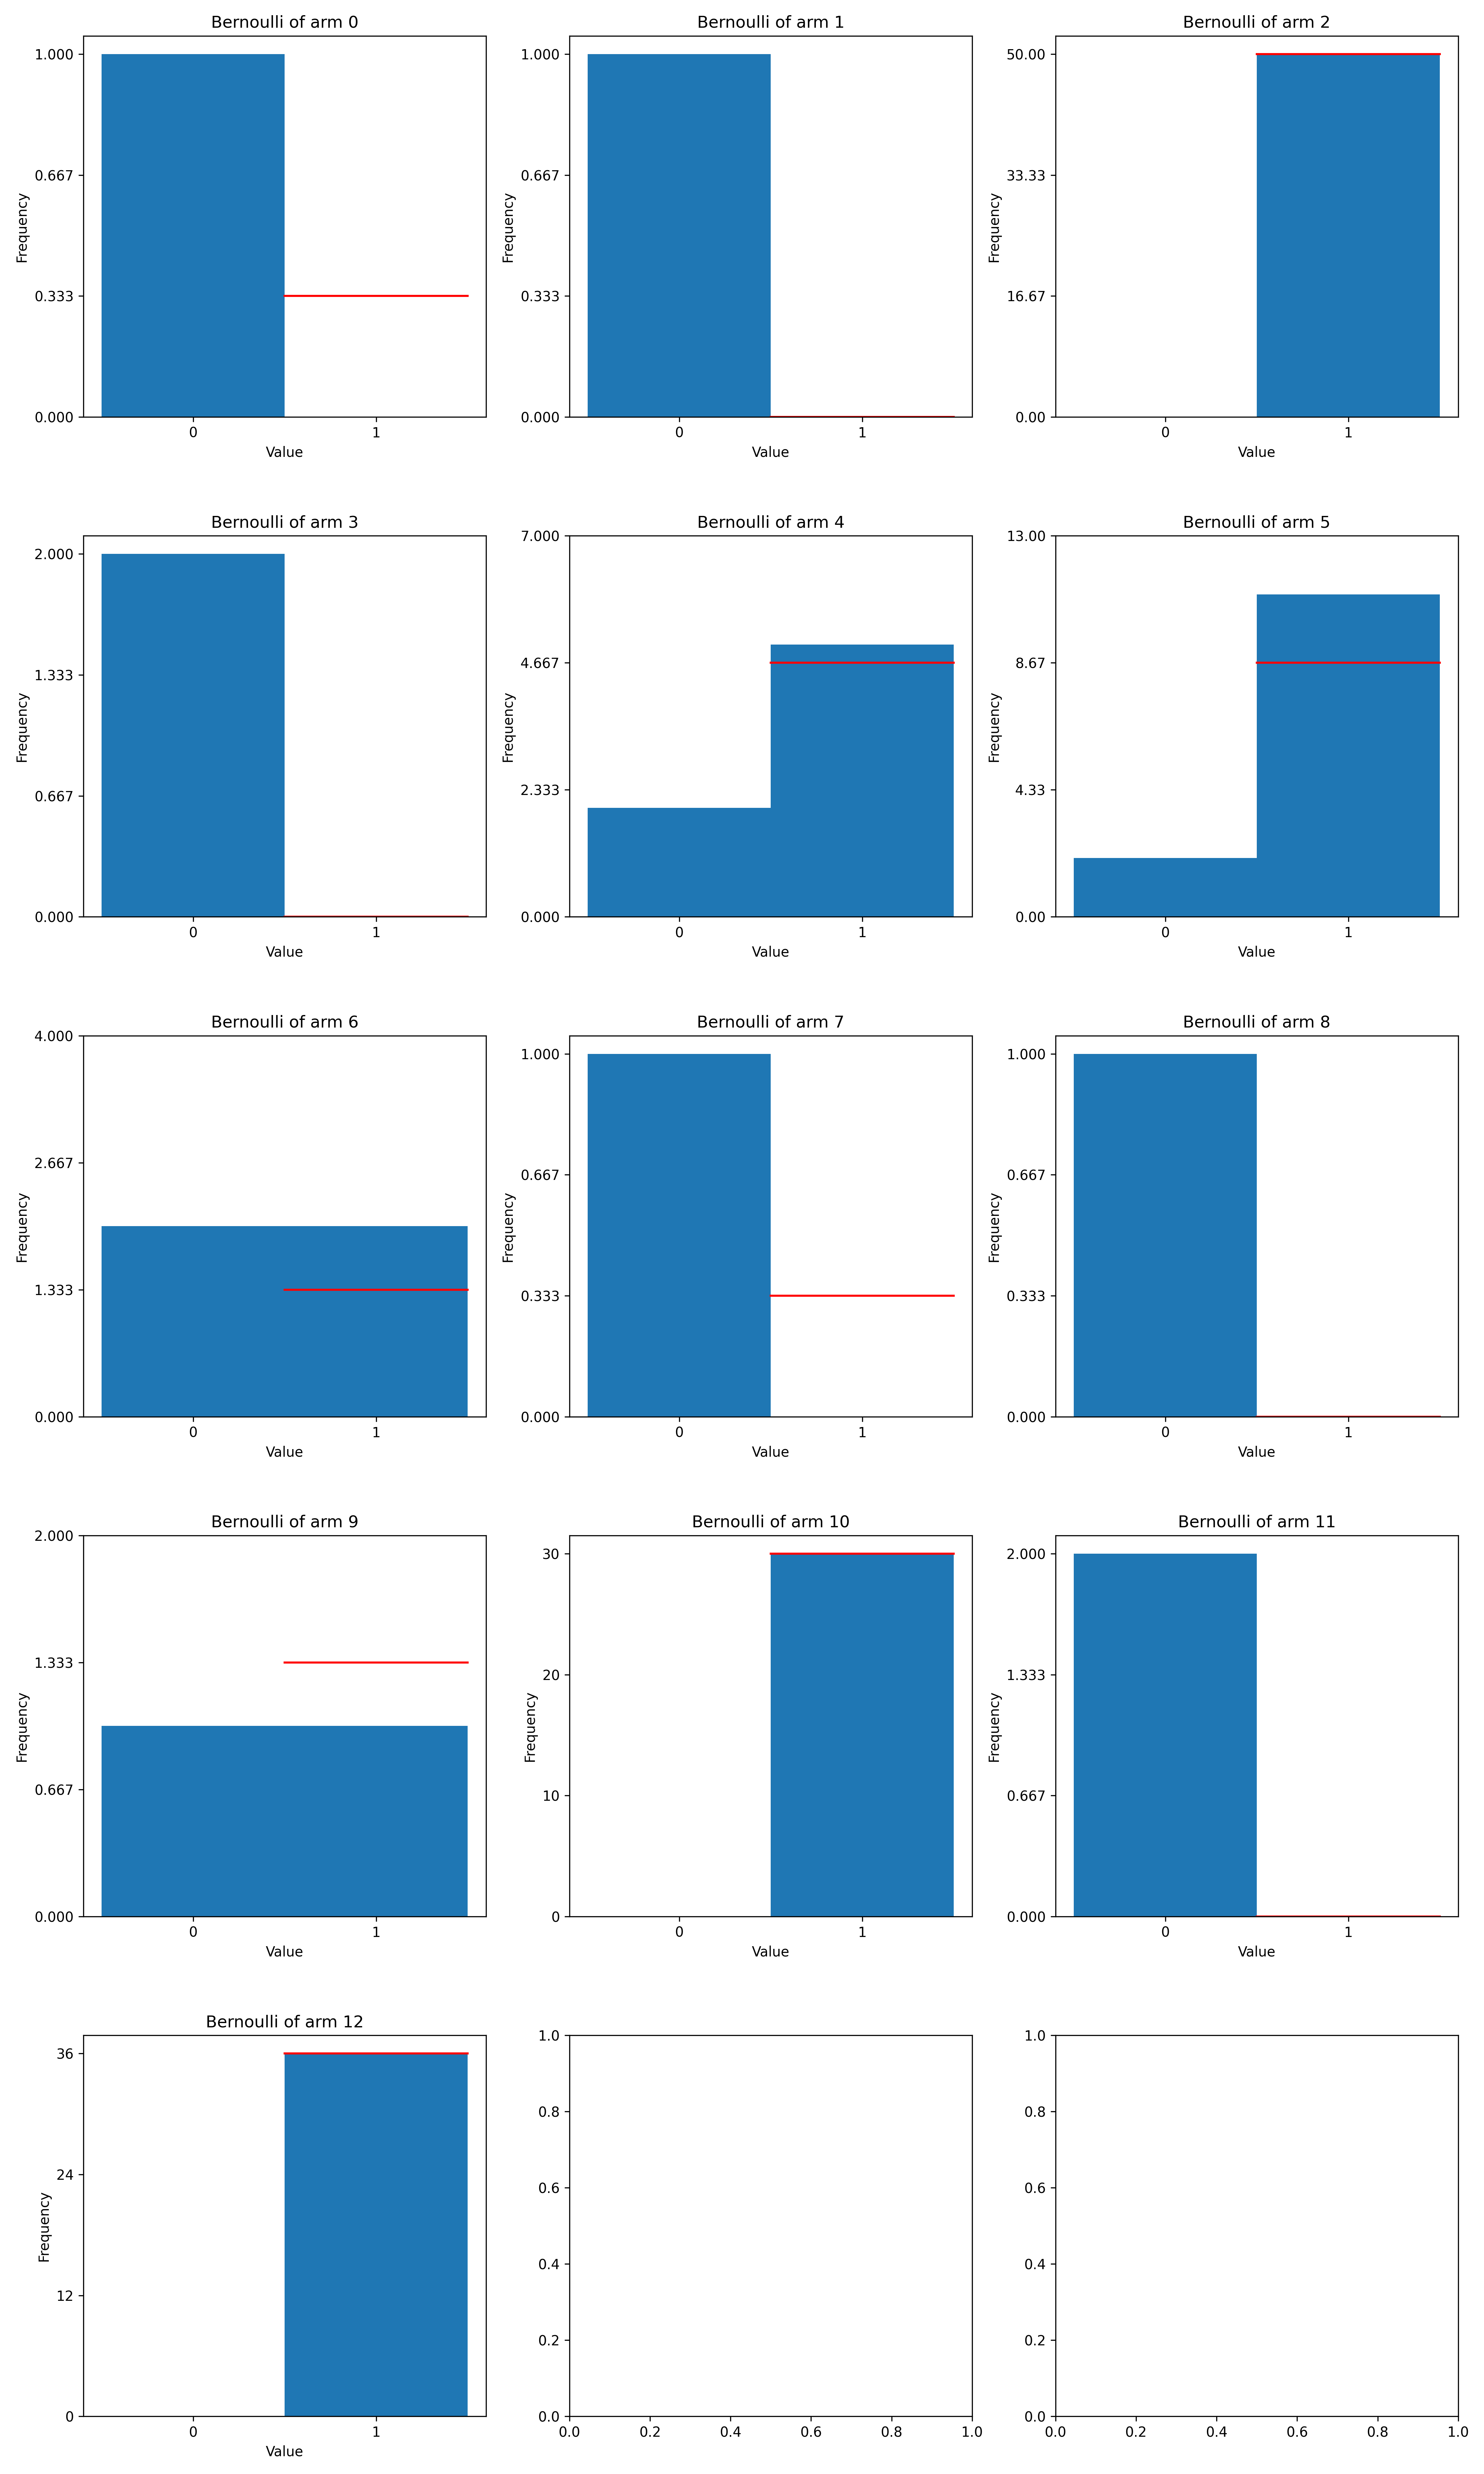 Bernoulli of arm 0
1.000
0.667
0.333
0.000
Frequency
0 1
Value
Bernoulli of arm 1
1.000
0.667
0.333
0.000
Frequency
0 1
Value
Bernoulli of arm 2
50.00
33.33
16.67
0.00
Frequency
0 1
Value
Bernoulli of arm 3
2.000
1.333
0.667
0.000
Frequency
0 1
Value
Bernoulli of arm 4
7.000
4.667
2.333
0.000
Frequency
0 1
Value
Bernoulli of arm 5
13.00
8.67
4.33
0.00
Frequency
0 1
Value
Bernoulli of arm 6
4.000
2.667
1.333
0.000
Frequency
0 1
Value
Bernoulli of arm 7
1.000
0.667
0.333
0.000
Frequency
0 1
Value
Bernoulli of arm 8
1.000
0.667
0.333
0.000
Frequency
0 1
Value
Bernoulli of arm 9
2.000
1.333
0.667
0.000
Frequency
0 1
Value
Bernoulli of arm 10
30
20
10
0
Frequency
0 1
Value
Bernoulli of arm 11
2.000
1.333
0.667
0.000
Frequency
0 1
Value
Bernoulli of arm 12
36
24
12
0
Frequency
0 1
Value
1.0
0.8
0.6
0.4
0.2
0.0
0.0 0.2 0.4 0.6 0.8 1.0
1.0
0.8
0.6
0.4
0.2
0.0
0.0 0.2 0.4 0.6 0.8 1.0